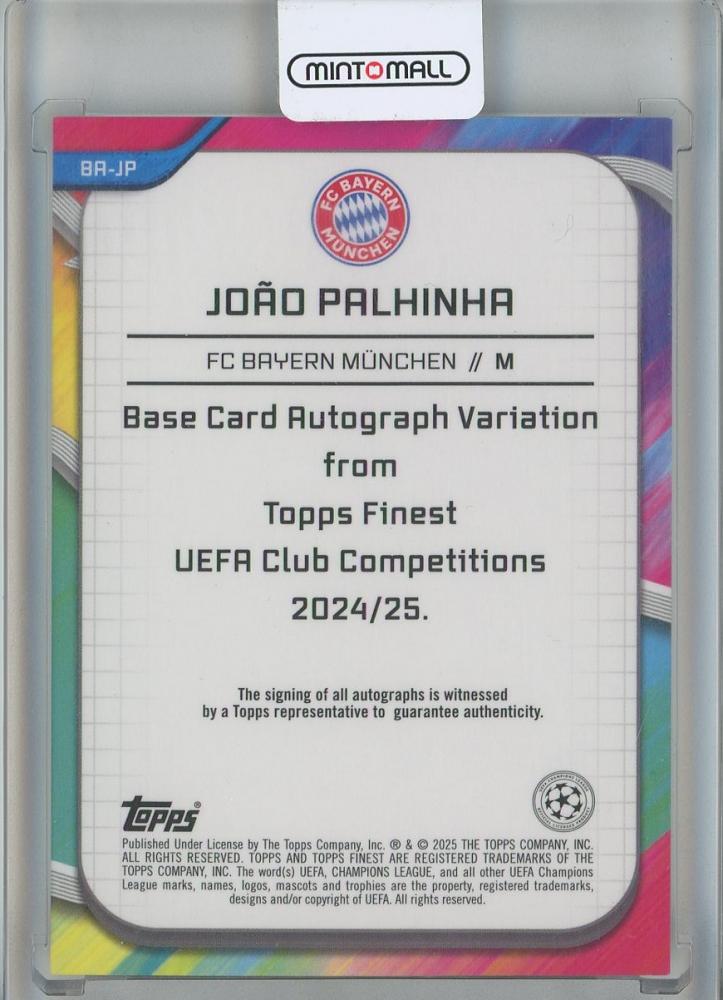 MINTOMALL
BA-JP
FC BAYERN
MÜNCHEN
JOÃO PALHINHA
FC BAYERN MÜNCHEN // M
Base Card Autograph Variation
from
Topps Finest
UEFA Club Competitions
2024/25.
The signing of all autographs is witnessed
by a Topps representative to guarantee authenticity.
Topps®
Published Under License by The Topps Company, Inc. ® & © 2025 THE TOPPS COMPANY, INC.
ALL RIGHTS RESERVED. TOPPS AND TOPPS FINEST ARE REGISTERED TRADEMARKS OF THE
TOPPS COMPANY, INC. The word(s) UEFA, CHAMPIONS LEAGUE, and all other UEFA Champions
League marks, names, logos, mascots and trophies are the property, registered trademarks,
designs and/or copyright of UEFA. All rights reserved.